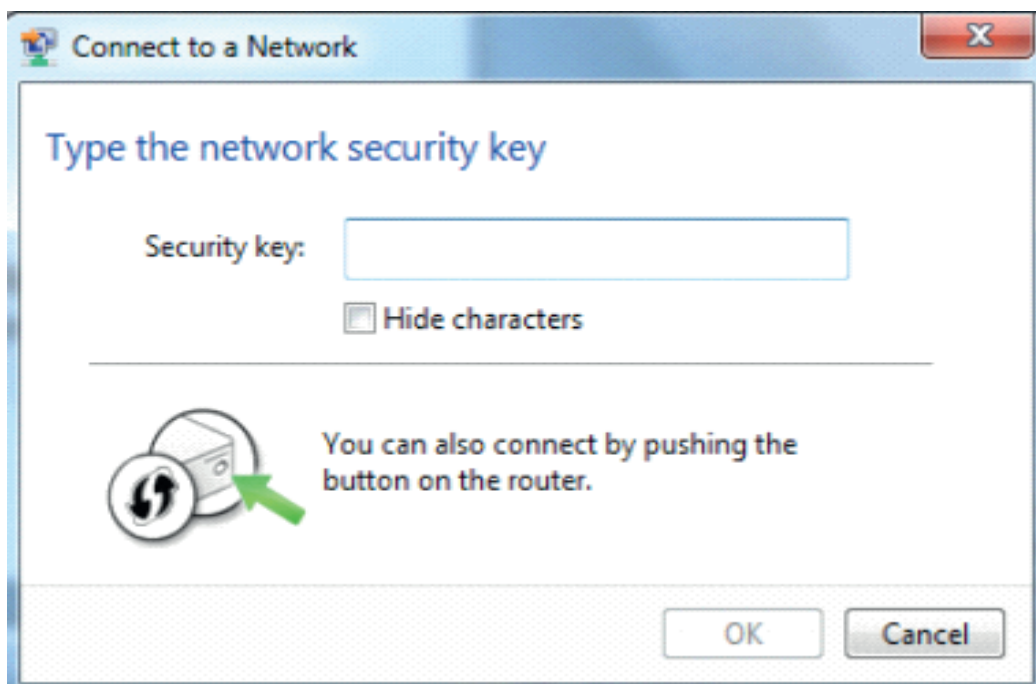 Connect to a Network
Type the network security key
Security key:
Hide characters
You can also connect by pushing the
button on the router.
OK
Cancel